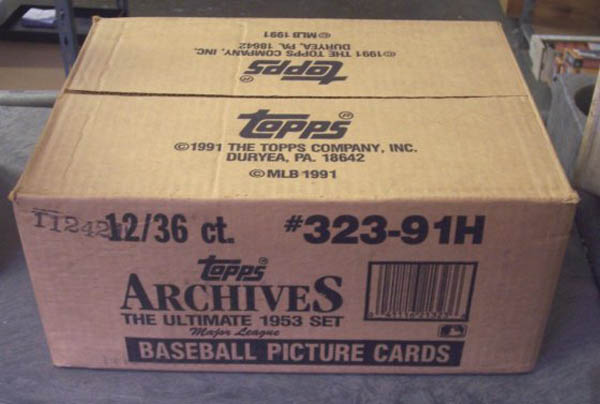 ©MLB 1991
©1991 THE TOPPS COMPANY, INC.
DURYEA, PA. 18642
Topps®
Topps®
©1991 THE TOPPS COMPANY, INC.
DURYEA, PA. 18642
©MLB 1991
12/36 ct. #323-91H
Topps®
ARCHIVES
THE ULTIMATE 1953 SET
Major League
BASEBALL PICTURE CARDS